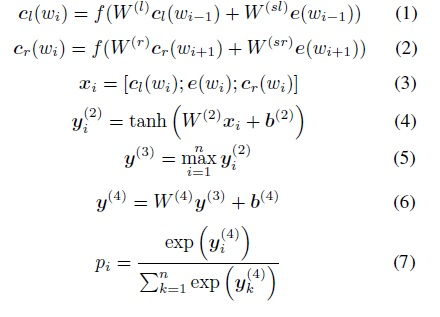 c_l(w_i) = f(W^{(l)} c_l(w_{i-1}) + W^{(sl)} e(w_{i-1})) (1)
c_r(w_i) = f(W^{(r)} c_r(w_{i+1}) + W^{(sr)} e(w_{i+1})) (2)
x_i = [c_l(w_i); e(w_i); c_r(w_i)] (3)
y_i^{(2)} = tanh (W^{(2)} x_i + b^{(2)}) (4)
y^{(3)} = max_{i=1}^{n} y_i^{(2)} (5)
y^{(4)} = W^{(4)} y^{(3)} + b^{(4)} (6)
p_i = \frac{exp (y_i^{(4)})}{\sum_{k=1}^{n} exp (y_k^{(4)})} (7)